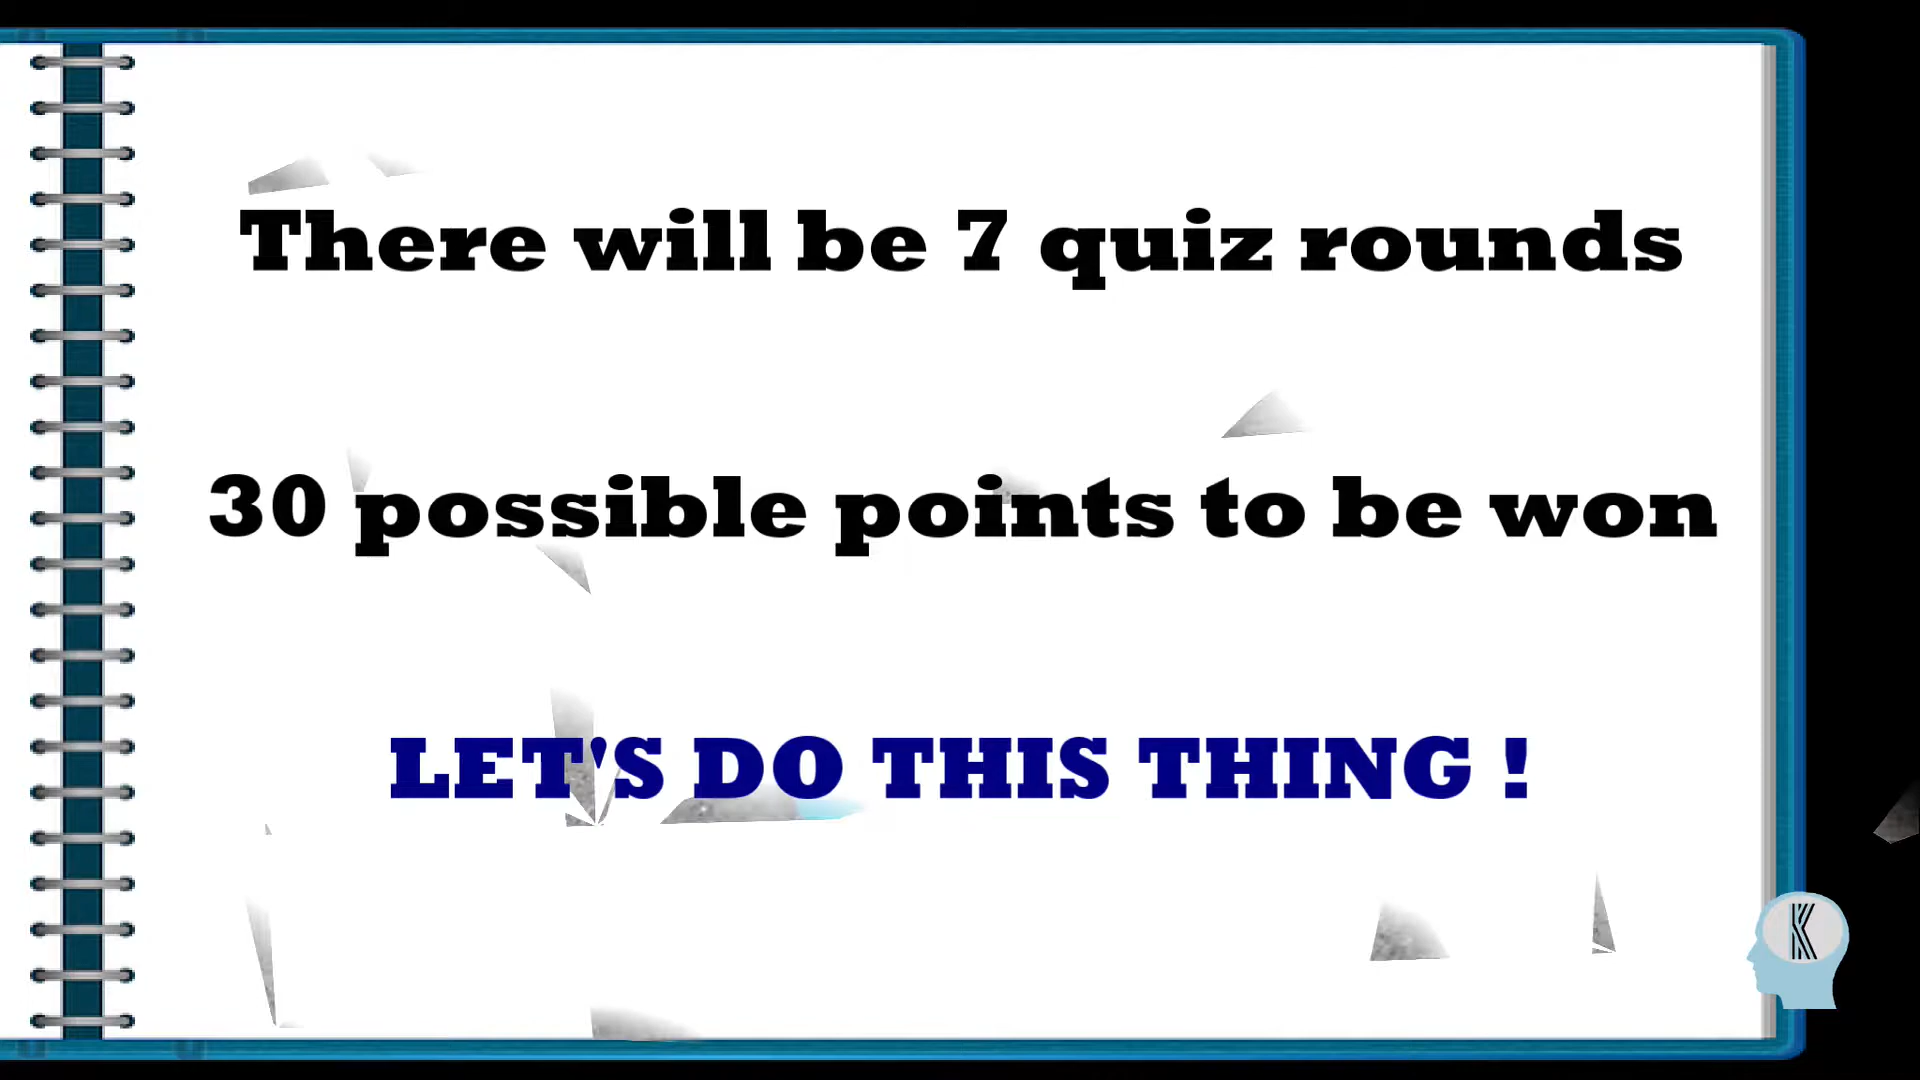 There will be 7 quiz rounds
30 possible points to be won
LET'S DO THIS THING !
K